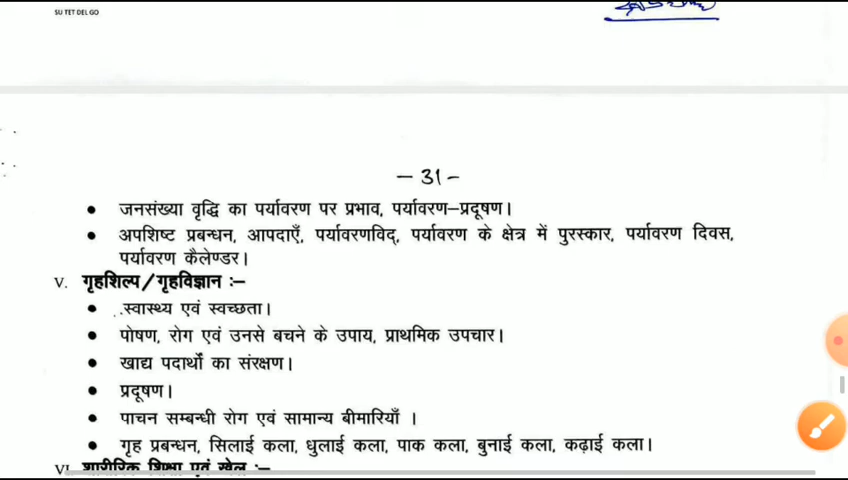 SU TET DEL GO
– 31 –
• जनसंख्या वृद्धि का पर्यावरण पर प्रभाव, पर्यावरण–प्रदूषण।
• अपशिष्ट प्रबन्धन, आपदाएँ, पर्यावरणविद्, पर्यावरण के क्षेत्र में पुरस्कार, पर्यावरण दिवस,
पर्यावरण कैलेण्डर।
V. गृहशिल्प/गृहविज्ञान :–
• स्वास्थ्य एवं स्वच्छता।
• पोषण, रोग एवं उनसे बचने के उपाय, प्राथमिक उपचार।
• खाद्य पदार्थों का संरक्षण।
• प्रदूषण।
• पाचन सम्बन्धी रोग एवं सामान्य बीमारियाँ ।
• गृह प्रबन्धन, सिलाई कला, धुलाई कला, पाक कला, बुनाई कला, कढ़ाई कला।
VI. शारीरिक शिक्षा एवं खेल :–